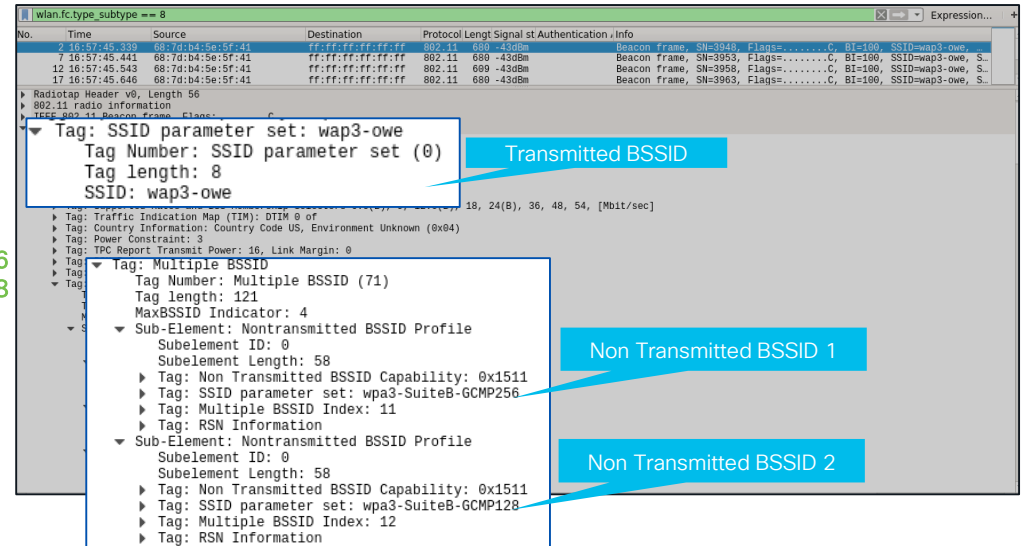 wlan.fc.type_subtype == 8
Expression...
+
No. Time Source Destination Protocol Lengt Signal st Authentication Info
2 16:57:45.339 68:7d:b4:5e:5f:41 ff:ff:ff:ff:ff:ff 802.11 680 -43dBm Beacon frame, SN=3948, Flags=........C, BI=100, SSID=wap3-owe, …
7 16:57:45.441 68:7d:b4:5e:5f:41 ff:ff:ff:ff:ff:ff 802.11 680 -43dBm Beacon frame, SN=3953, Flags=........C, BI=100, SSID=wap3-owe, S…
12 16:57:45.543 68:7d:b4:5e:5f:41 ff:ff:ff:ff:ff:ff 802.11 609 -43dBm Beacon frame, SN=3958, Flags=........C, BI=100, SSID=wap3-owe, S…
17 16:57:45.646 68:7d:b4:5e:5f:41 ff:ff:ff:ff:ff:ff 802.11 680 -43dBm Beacon frame, SN=3963, Flags=........C, BI=100, SSID=wap3-owe, S…
Radiotap Header v0, Length 56
802.11 radio information
Tag: SSID parameter set: wap3-owe
Tag Number: SSID parameter set (0)
Tag length: 8
SSID: wap3-owe
Transmitted BSSID
18, 24(B), 36, 48, 54, [Mbit/sec]
Tag: Traffic Indication Map (TIM): DTIM 0 of
Tag: Country Information: Country Code US, Environment Unknown (0x04)
Tag: Power Constraint: 3
Tag: TPC Report Transmit Power: 16, Link Margin: 0
6
8
Tag:
Tag:
Tag:
Tag: Multiple BSSID
Tag Number: Multiple BSSID (71)
Tag length: 121
MaxBSSID Indicator: 4
Sub-Element: Nontransmitted BSSID Profile
Subelement ID: 0
Subelement Length: 58
Tag: Non Transmitted BSSID Capability: 0x1511
Tag: SSID parameter set: wpa3-SuiteB-GCMP256
Tag: Multiple BSSID Index: 11
Tag: RSN Information
Non Transmitted BSSID 1
Sub-Element: Nontransmitted BSSID Profile
Subelement ID: 0
Subelement Length: 58
Tag: Non Transmitted BSSID Capability: 0x1511
Tag: SSID parameter set: wpa3-SuiteB-GCMP128
Tag: Multiple BSSID Index: 12
Tag: RSN Information
Non Transmitted BSSID 2